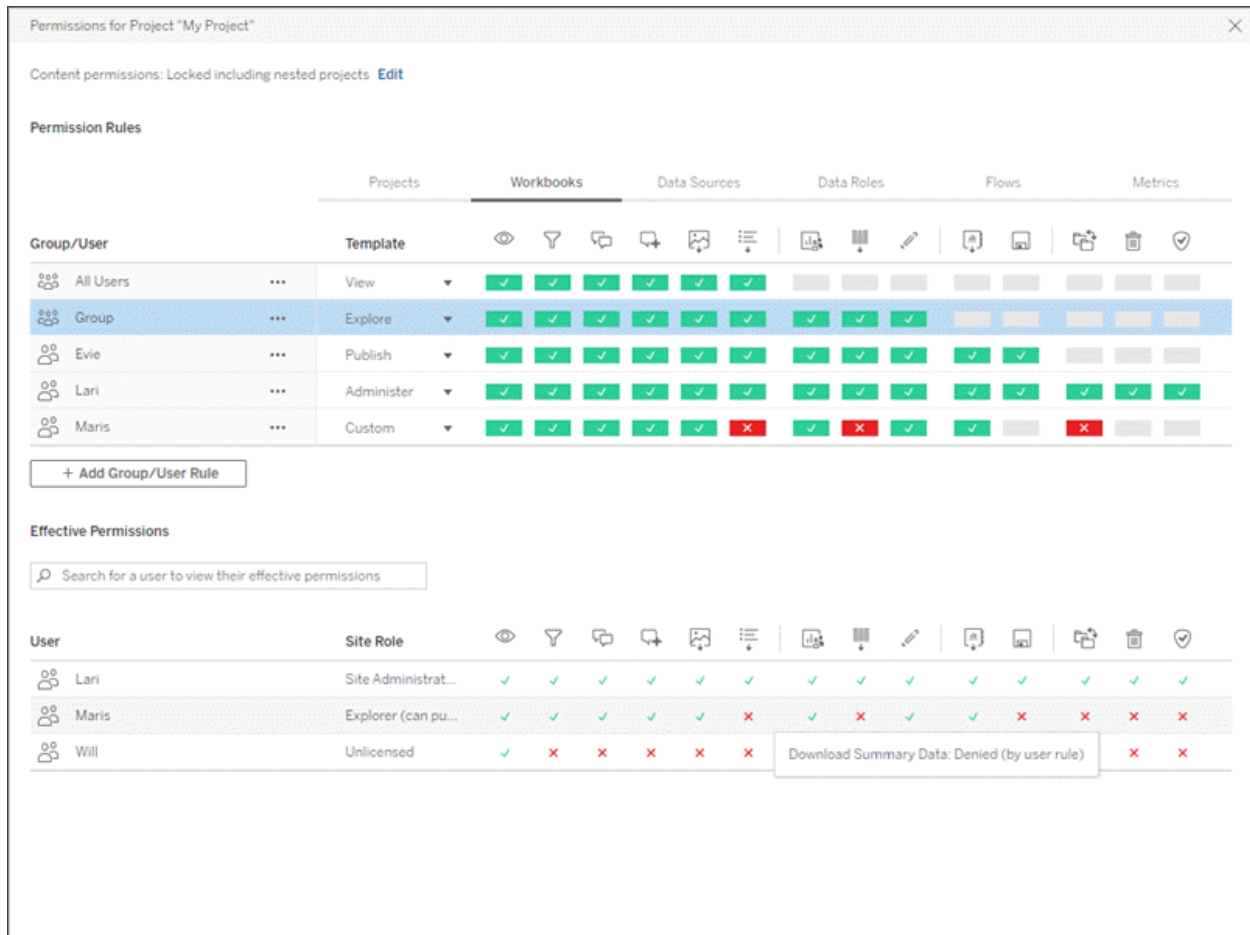 Permissions for Project "My Project"
Content permissions: Locked including nested projects Edit
Permission Rules
Projects Workbooks Data Sources Data Roles Flows Metrics
Group/User Template
All Users ••• View
Group ••• Explore
Evie ••• Publish
Lari ••• Administer
Maris ••• Custom
+ Add Group/User Rule
Effective Permissions
Search for a user to view their effective permissions
User Site Role
Lari Site Administrat...
Maris Explorer (can pu...
Will Unlicensed
Download Summary Data: Denied (by user rule)